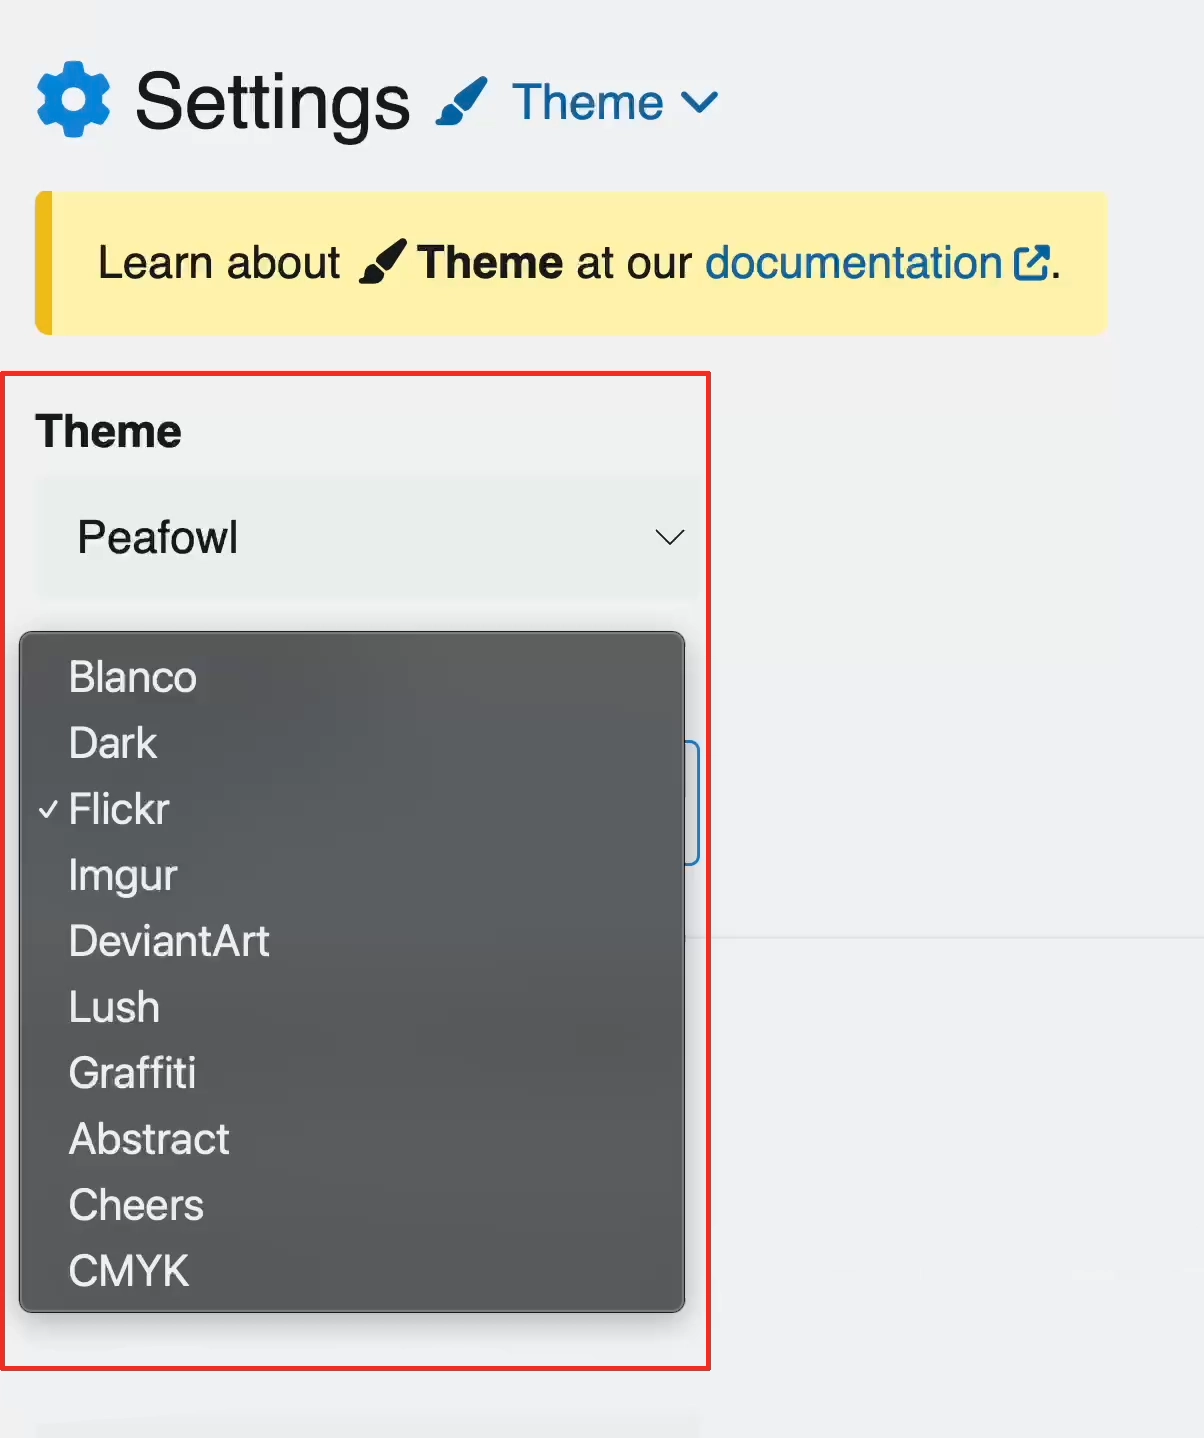 Settings Theme
Learn about Theme at our documentation.
Theme
Peafowl
Blanco
Dark
✓ Flickr
Imgur
DeviantArt
Lush
Graffiti
Abstract
Cheers
CMYK